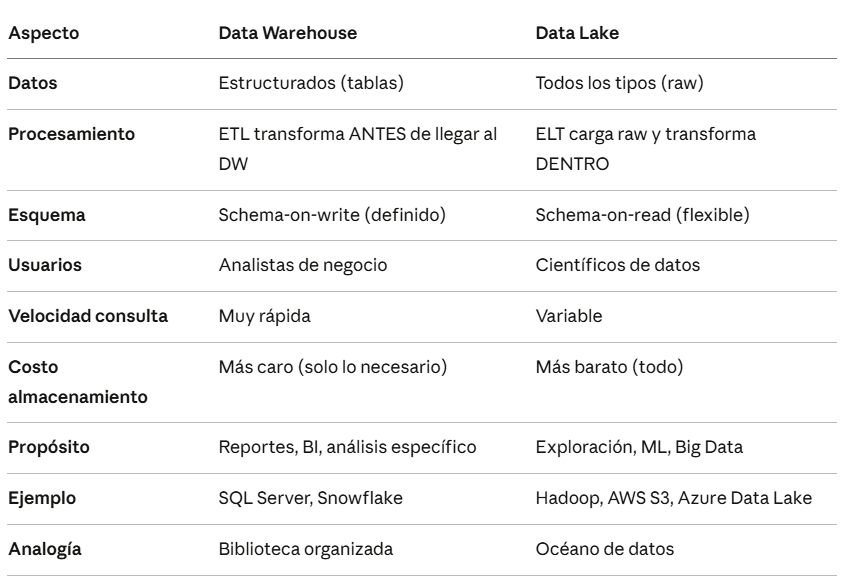 Aspecto Data Warehouse Data Lake
Datos Estructurados (tablas) Todos los tipos (raw)
Procesamiento ETL transforma ANTES de llegar al ELT carga raw y transforma
DW DENTRO
Esquema Schema-on-write (definido) Schema-on-read (flexible)
Usuarios Analistas de negocio Científicos de datos
Velocidad consulta Muy rápida Variable
Costo Más caro (solo lo necesario) Más barato (todo)
almacenamiento
Propósito Reportes, BI, análisis específico Exploración, ML, Big Data
Ejemplo SQL Server, Snowflake Hadoop, AWS S3, Azure Data Lake
Analogía Biblioteca organizada Océano de datos